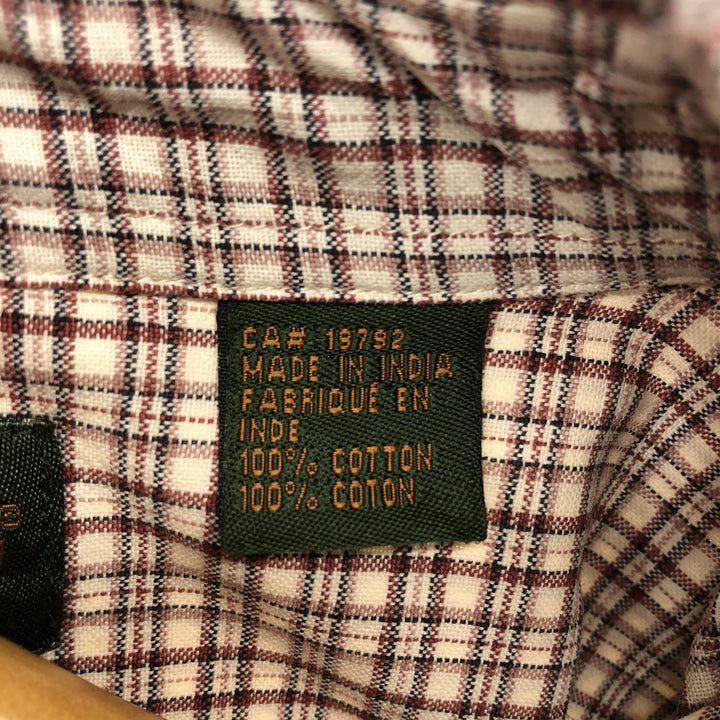 CA# 19792
MADE IN INDIA
FABRIQUÉ EN
INDE
100% COTTON
100% COTON